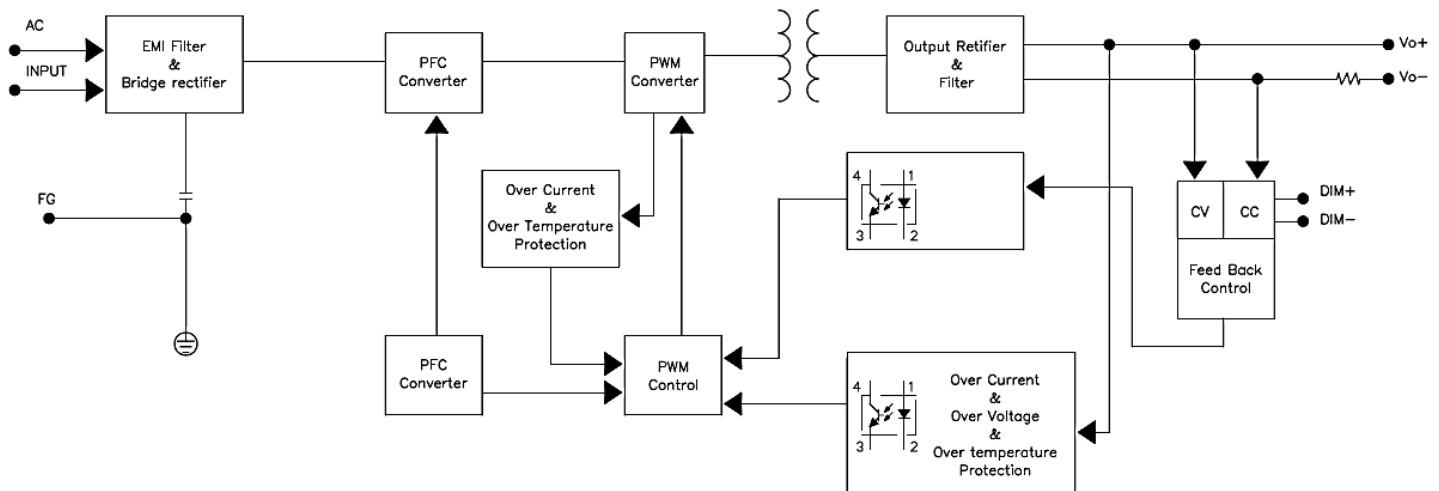 AC
INPUT
EMI Filter
&
Bridge rectifier
PFC
Converter
PWM
Converter
Output Retifier
&
Filter
Vo+
Vo-
FG
Over Current
&
Over Temperature
Protection
4 1
3 2
CV CC
DIM+
DIM-
Feed Back
Control
PFC
Converter
PWM
Control
4 1
3 2
Over Current
&
Over Voltage
&
Over temperature
Protection